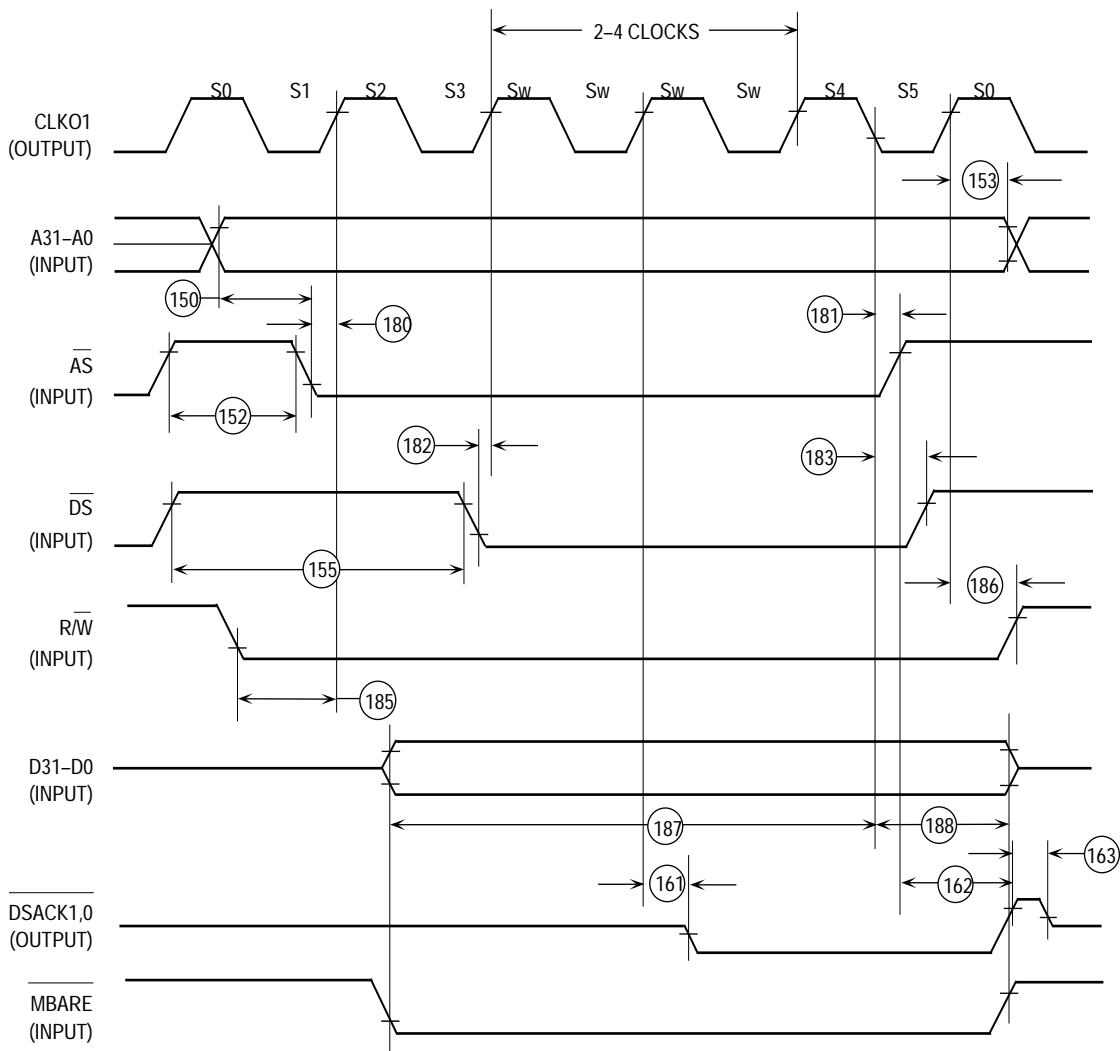 2–4 CLOCKS
S0 S1 S2 S3 Sw Sw Sw Sw S4 S5 S0
CLKO1
(OUTPUT)
153
A31–A0
(INPUT)
150
180
181
AS
(INPUT)
152
182
183
DS
(INPUT)
155
186
R/W
(INPUT)
185
D31–D0
(INPUT)
187
188
163
161
162
DSACK1,0
(OUTPUT)
MBARE
(INPUT)